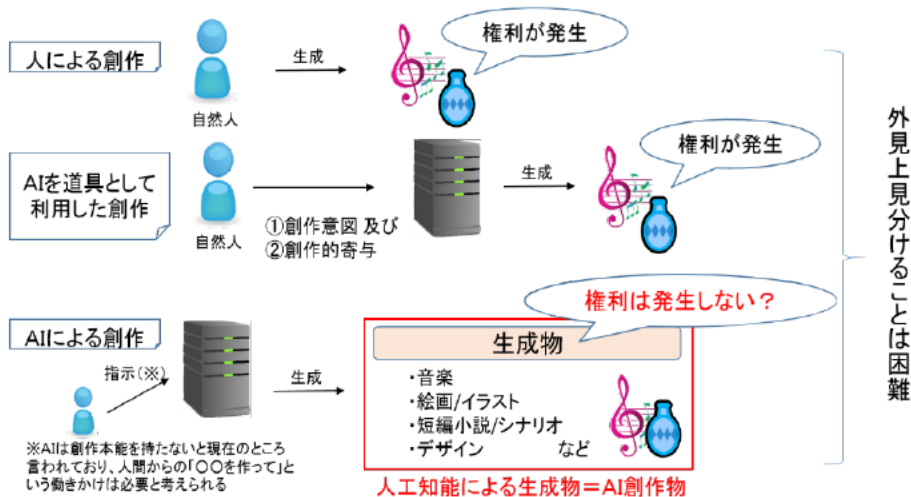 人による創作
自然人
生成
権利が発生
AIを道具として
利用した創作
自然人
①創作意図 及び
②創作的寄与
生成
権利が発生
AIによる創作
指示(※)
生成
権利は発生しない？
生成物
・音楽
・絵画/イラスト
・短編小説/シナリオ
・デザイン　　など
※AIは創作本能を持たないと現在のところ
言われており、人間からの「〇〇を作って」と
いう働きかけは必要と考えられる
人工知能による生成物＝AI創作物
外見上見分けることは困難